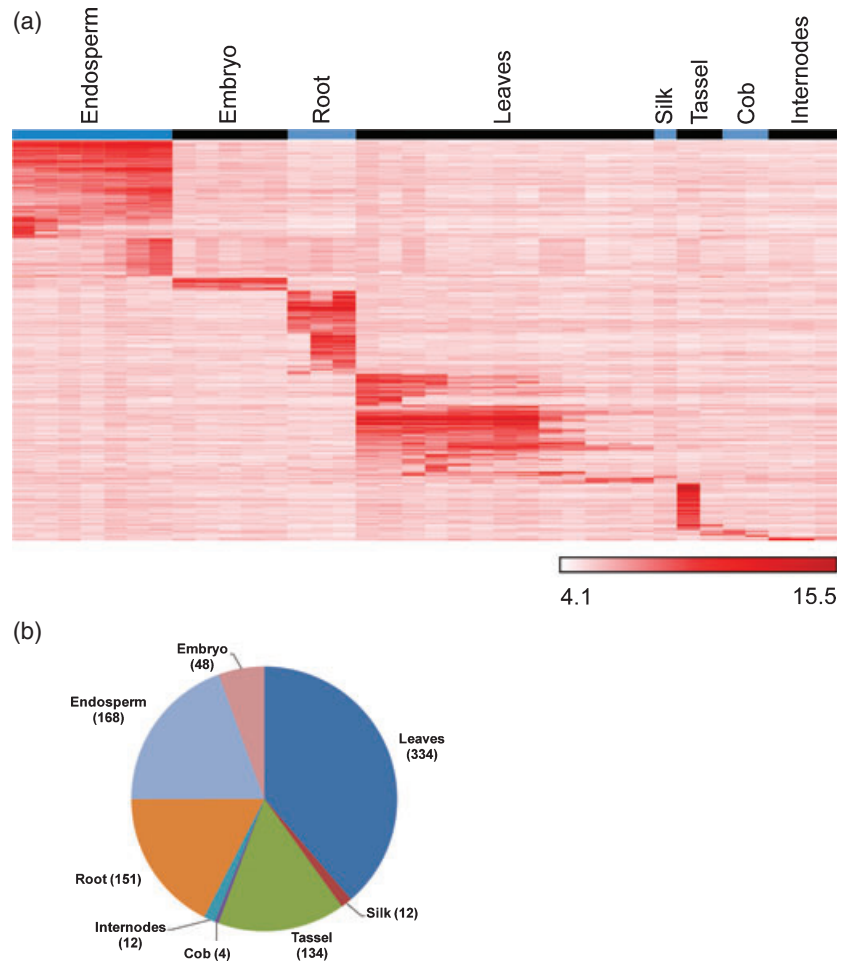 (a)
Endosperm
Embryo
Root
Leaves
Silk
Tassel
Cob
Internodes
4.1
15.5
(b)
Embryo
(48)
Endosperm
(168)
Leaves
(334)
Root (151)
Silk (12)
Internodes
(12)
Tassel
(134)
Cob (4)